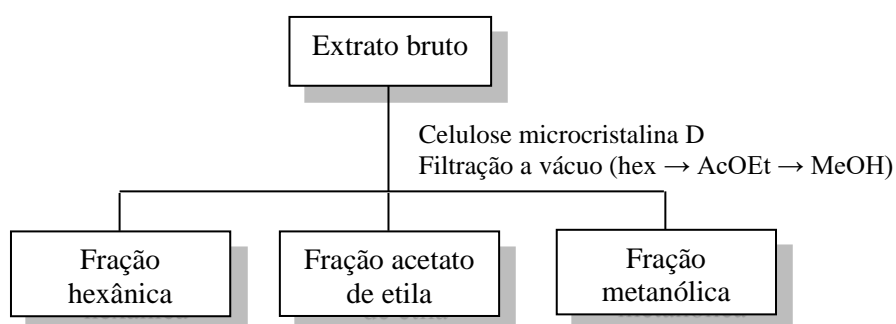 Extrato bruto
Celulose microcristalina D
Filtração a vácuo (hex → AcOEt → MeOH)
Fração
hexânica
Fração acetato
de etila
Fração
metanólica